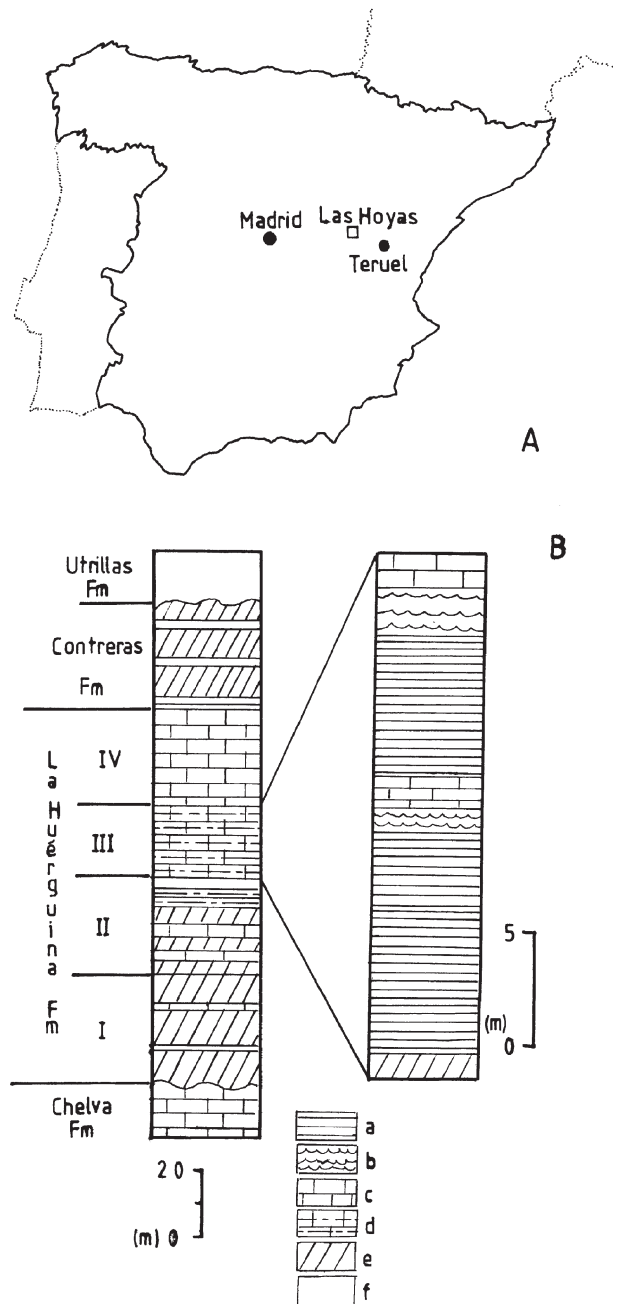 Madrid
Las Hoyas
Teruel
A
B
Utrillas
Fm
Contreras
Fm
La Huérguina Fm
IV
III
II
I
Chelva
Fm
20
(m) 0
5
(m)
0
a
b
c
d
e
f